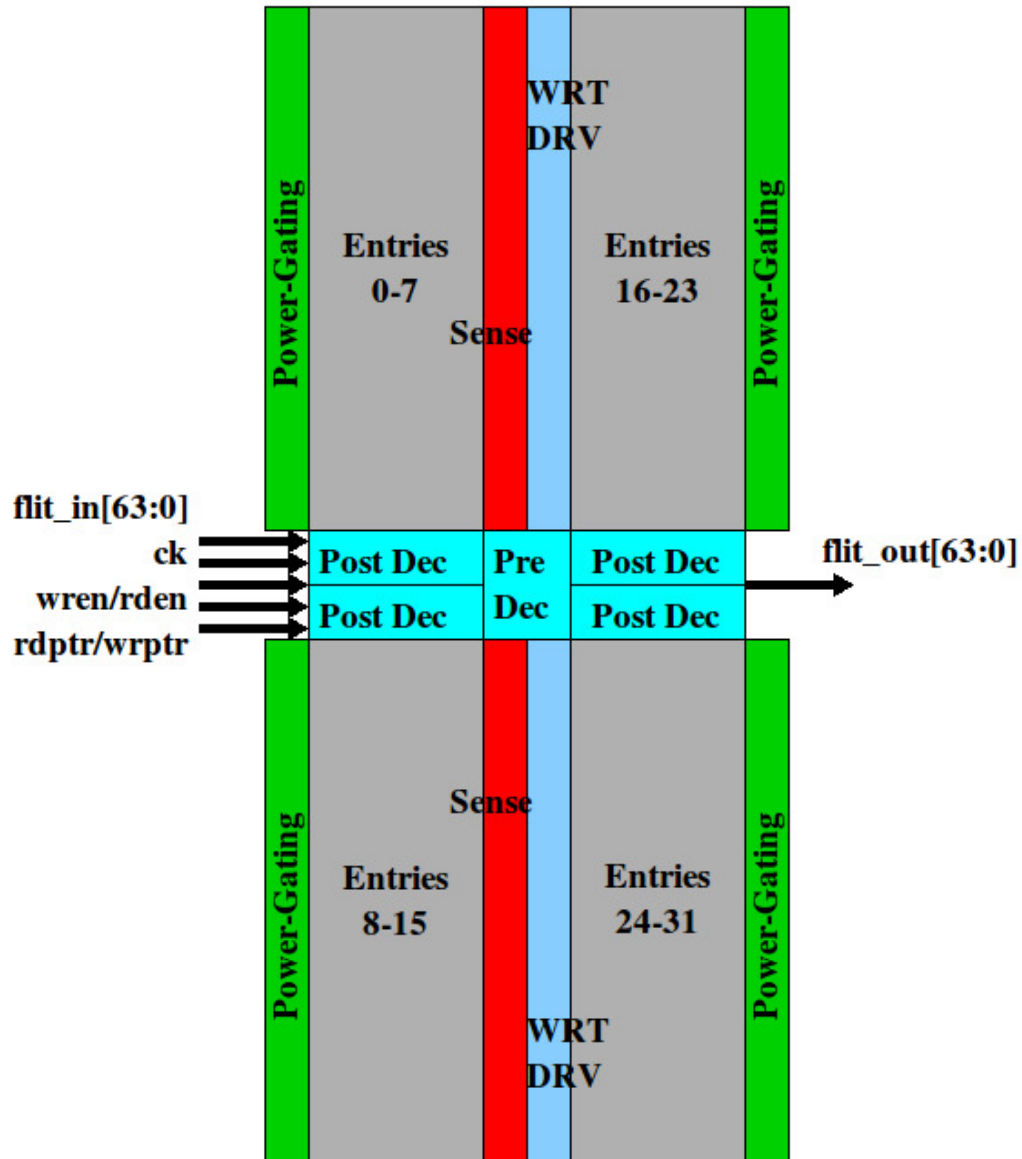 WRT
DRV
Power-Gating
Entries
0-7
Entries
16-23
Power-Gating
Sense
flit_in[63:0]
ck
wren/rden
rdptr/wrptr
Post Dec
Pre
Dec
Post Dec
Post Dec
Post Dec
flit_out[63:0]
Sense
Power-Gating
Entries
8-15
Entries
24-31
Power-Gating
WRT
DRV